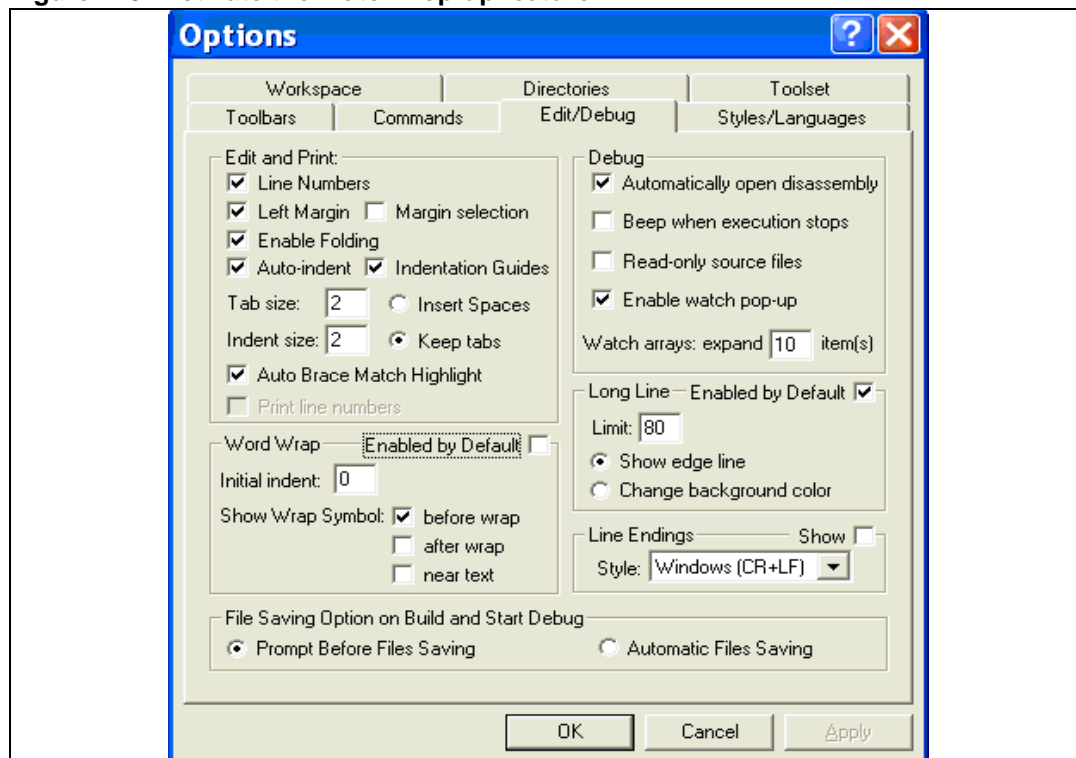 Options
Workspace Directories Toolset
Toolbars Commands Edit/Debug Styles/Languages
Edit and Print:
Line Numbers
Left Margin Margin selection
Enable Folding
Auto-indent Indentation Guides
Tab size: 2 Insert Spaces
Indent size: 2 Keep tabs
Auto Brace Match Highlight
Print line numbers
Word Wrap Enabled by Default
Initial indent: 0
Show Wrap Symbol: before wrap
after wrap
near text
Debug
Automatically open disassembly
Beep when execution stops
Read-only source files
Enable watch pop-up
Watch arrays: expand 10 item(s)
Long Line Enabled by Default
Limit: 80
Show edge line
Change background color
Line Endings Show
Style: Windows (CR+LF)
File Saving Option on Build and Start Debug
Prompt Before Files Saving Automatic Files Saving
OK Cancel Apply